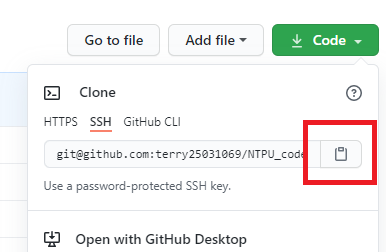 Go to file Add file Code
Clone
HTTPS SSH GitHub CLI
git@github.com:terry25031069/NTPU_code
Use a password-protected SSH key.
Open with GitHub Desktop